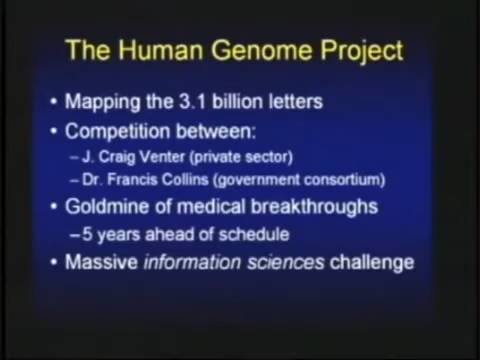 The Human Genome Project
• Mapping the 3.1 billion letters
• Competition between:
– J. Craig Venter (private sector)
– Dr. Francis Collins (government consortium)
• Goldmine of medical breakthroughs
–5 years ahead of schedule
• Massive information sciences challenge